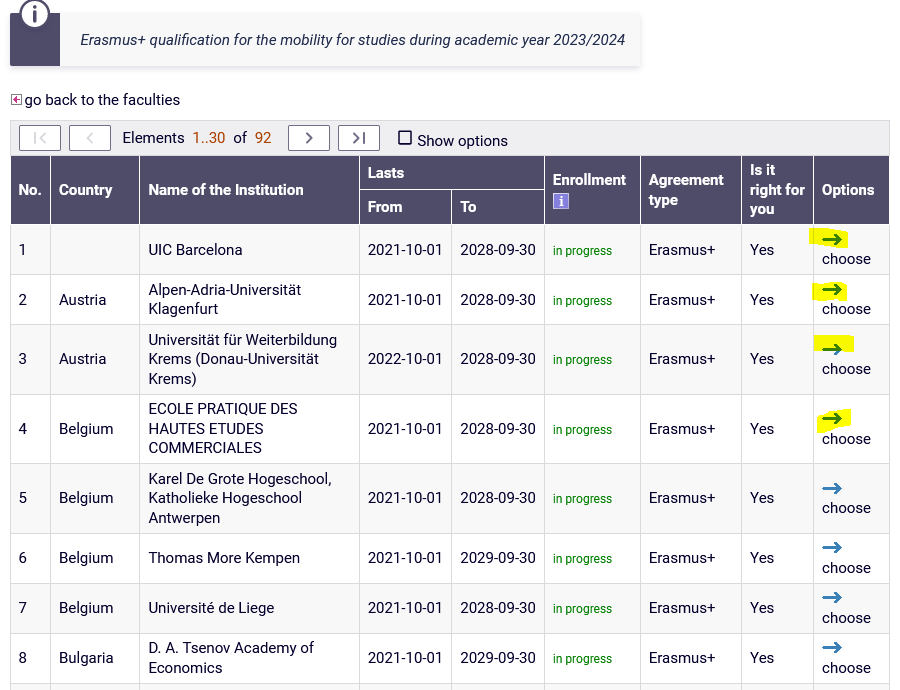 Erasmus+ qualification for the mobility for studies during academic year 2023/2024
go back to the faculties
Elements 1..30 of 92 Show options
No. Country Name of the Institution Lasts From To Enrollment i Agreement type Is it right for you Options
1 UIC Barcelona 2021-10-01 2028-09-30 in progress Erasmus+ Yes choose
2 Austria Alpen-Adria-Universität Klagenfurt 2021-10-01 2028-09-30 in progress Erasmus+ Yes choose
3 Austria Universität für Weiterbildung Krems (Donau-Universität Krems) 2022-10-01 2028-09-30 in progress Erasmus+ Yes choose
4 Belgium ECOLE PRATIQUE DES HAUTES ETUDES COMMERCIALES 2021-10-01 2028-09-30 in progress Erasmus+ Yes choose
5 Belgium Karel De Grote Hogeschool, Katholieke Hogeschool Antwerpen 2021-10-01 2028-09-30 in progress Erasmus+ Yes choose
6 Belgium Thomas More Kempen 2021-10-01 2029-09-30 in progress Erasmus+ Yes choose
7 Belgium Université de Liege 2021-10-01 2028-09-30 in progress Erasmus+ Yes choose
8 Bulgaria D. A. Tsenov Academy of Economics 2021-10-01 2029-09-30 in progress Erasmus+ Yes choose